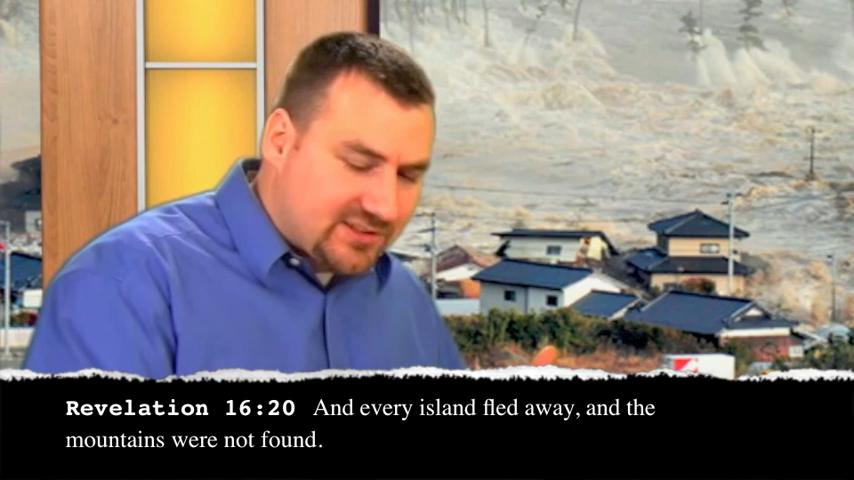 Revelation 16:20 And every island fled away, and the
mountains were not found.